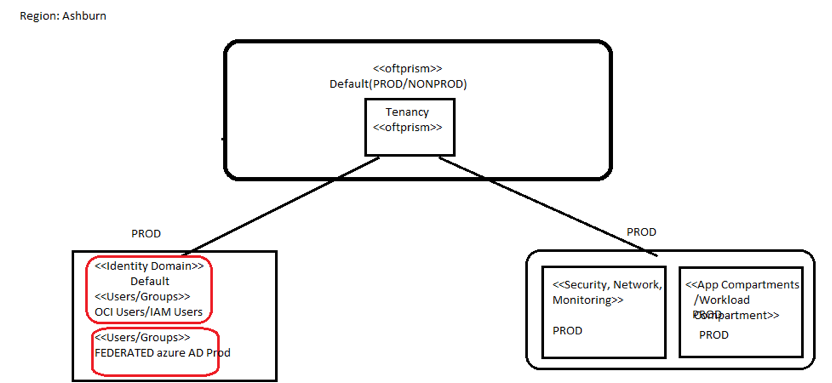 Region: Ashburn
<<oftprism>>
Default(PROD/NONPROD)
Tenancy
<<oftprism>>
PROD
PROD
<<Identity Domain>>
Default
<<Users/Groups>>
OCI Users/IAM Users
<<Users/Groups>>
FEDERATED azure AD Prod
<<Security, Network,
Monitoring>>
PROD
<<App Compartments
/Workload
PROD
Compartment>>
PROD